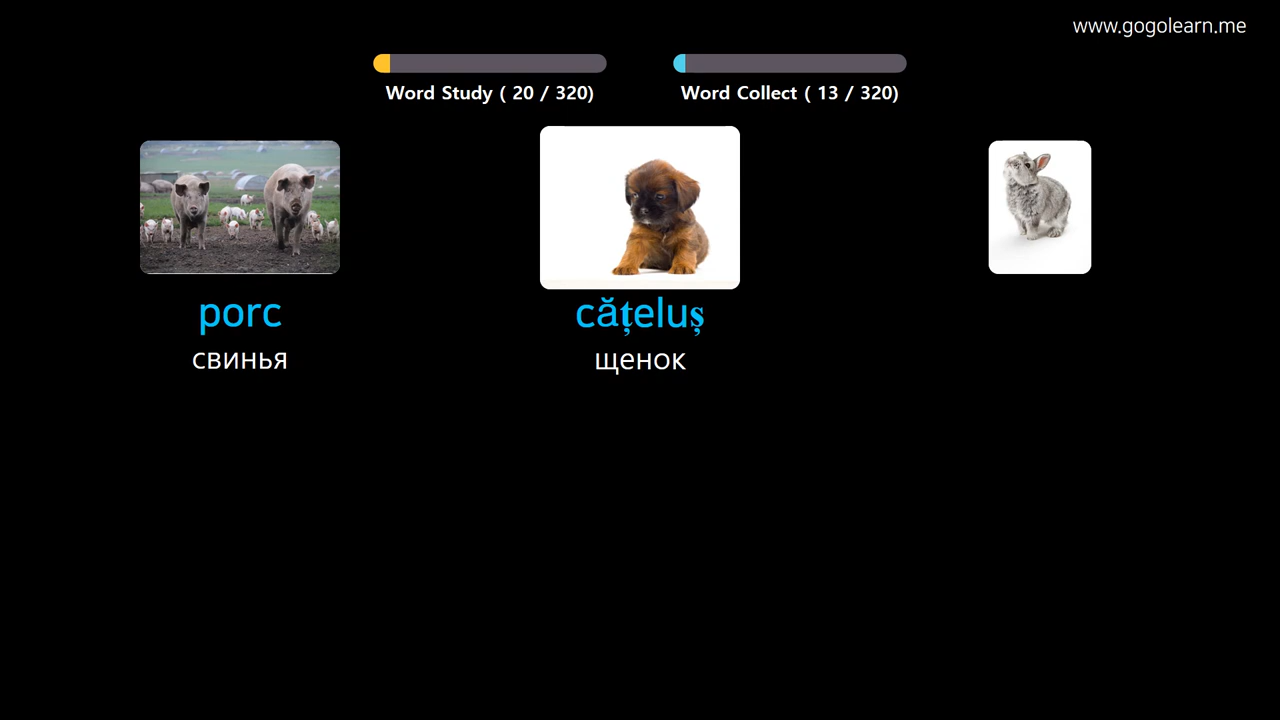 www.gogolearn.me
Word Study ( 20 / 320)
Word Collect ( 13 / 320)
porc
cățeluș
свинья
щенок